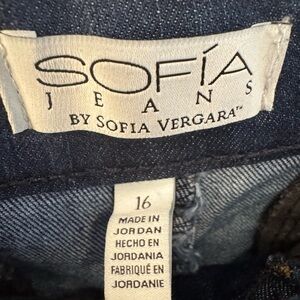 SOFÍA
JEANS
BY SOFIA VERGARA™
16
MADE IN
JORDAN
HECHO EN
JORDANIA
FABRIQUÉ EN
JORDANIE